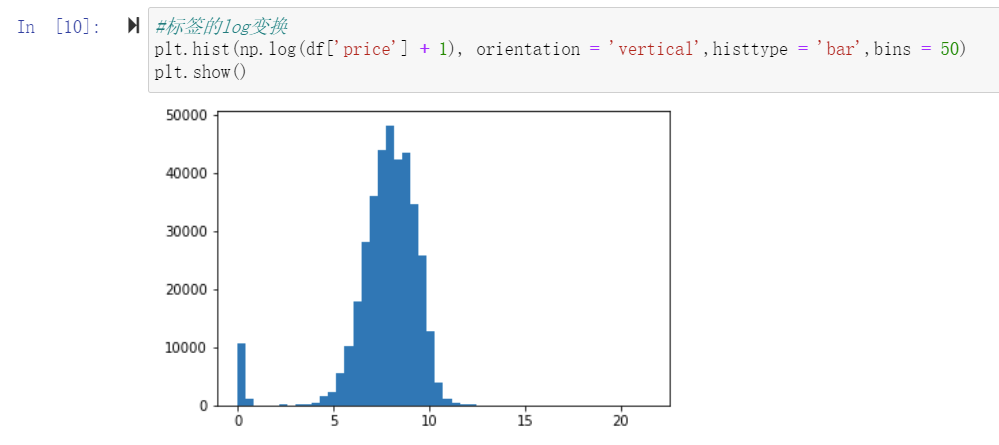 In [10]:
#标签的log变换
plt.hist(np.log(df['price'] + 1), orientation = 'vertical',histtype = 'bar',bins = 50)
plt.show()
50000
40000
30000
20000
10000
0
0 5 10 15 20